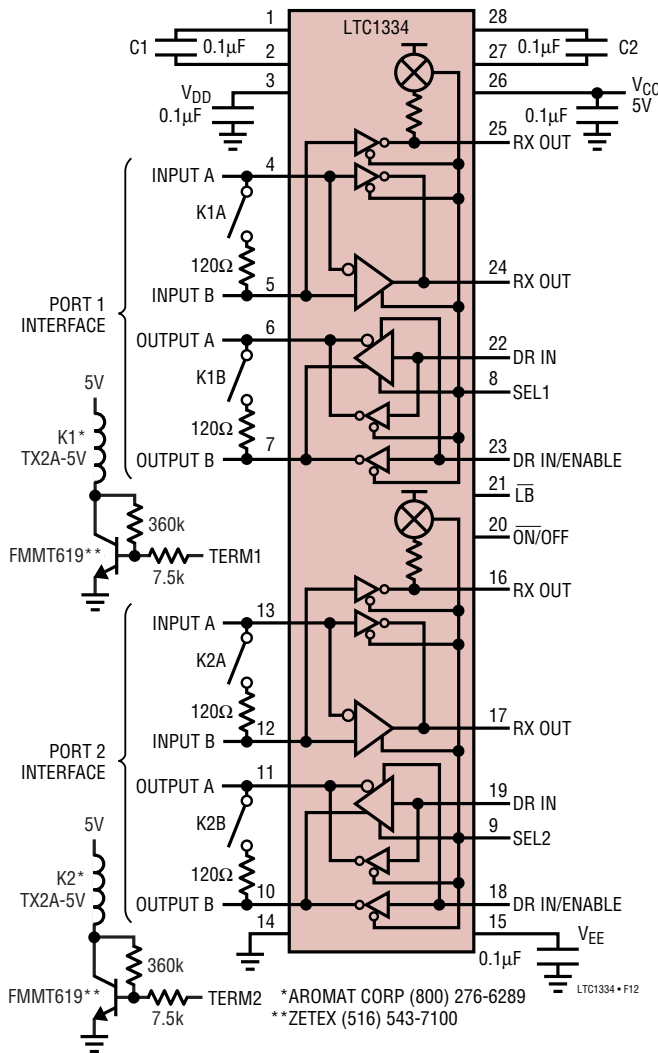 LTC1334
1
28
C1
0.1µF
0.1µF
C2
2
27
3
26
VDD
0.1µF
VCC
5V
0.1µF
25
RX OUT
INPUT A
4
K1A
120Ω
24
RX OUT
INPUT B
5
PORT 1
INTERFACE
OUTPUT A
6
22
DR IN
K1B
8
SEL1
120Ω
OUTPUT B
7
23
DR IN/ENABLE
5V
K1*
TX2A-5V
360k
FMMT619**
7.5k
TERM1
21
LB
20
ON/OFF
16
RX OUT
INPUT A
13
K2A
120Ω
17
RX OUT
INPUT B
12
PORT 2
INTERFACE
OUTPUT A
11
19
DR IN
K2B
9
SEL2
120Ω
OUTPUT B
10
18
DR IN/ENABLE
5V
K2*
TX2A-5V
360k
FMMT619**
7.5k
TERM2
14
15
VEE
0.1µF
*AROMAT CORP (800) 276-6289
**ZETEX (516) 543-7100
LTC1334 • F12